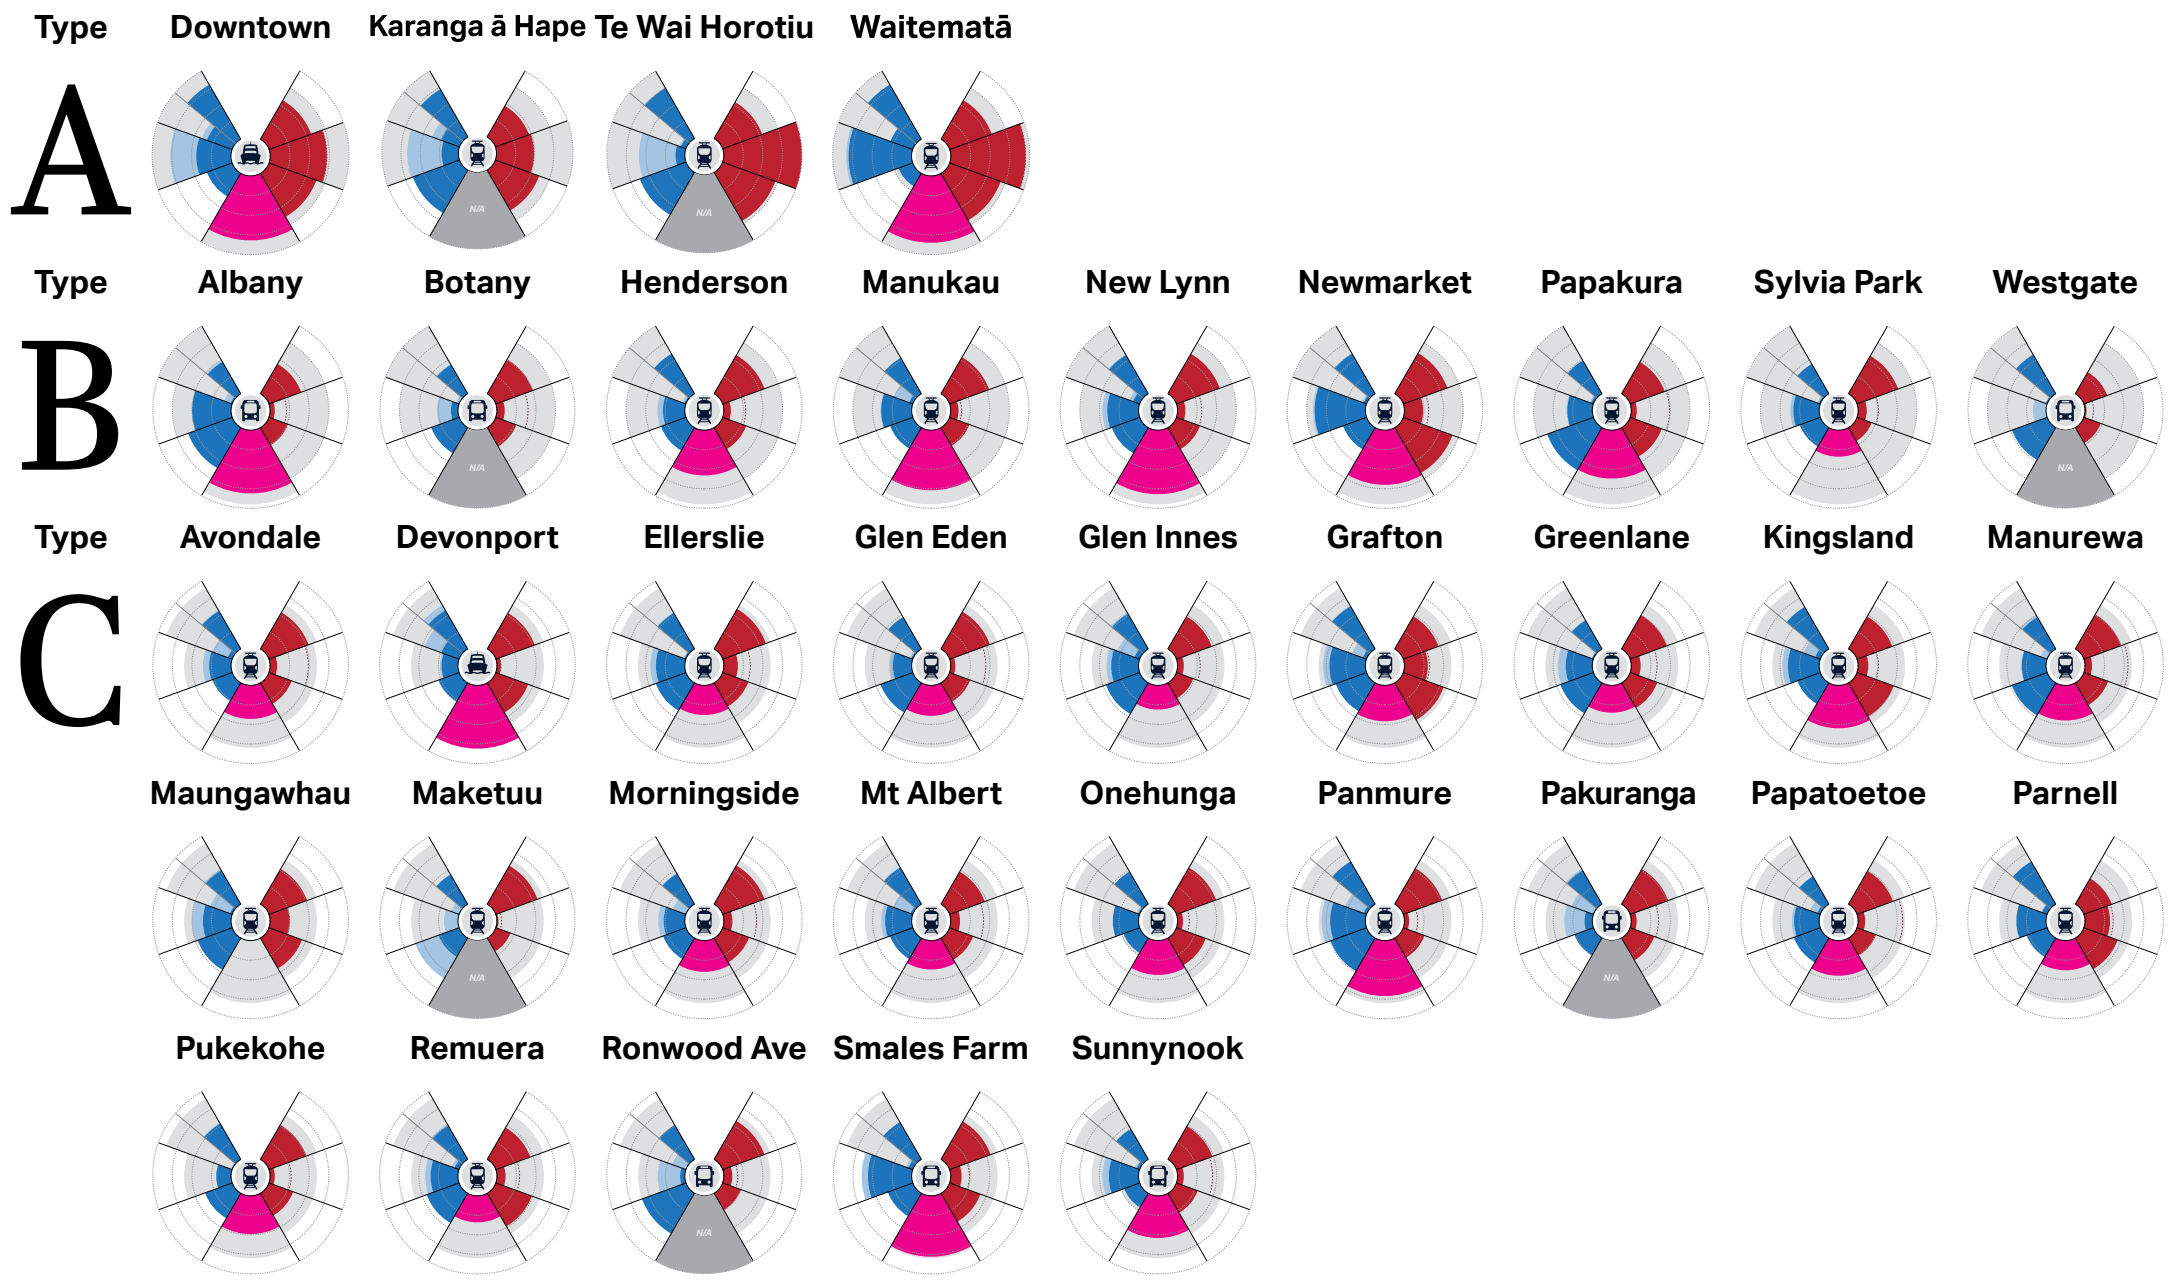 Type Downtown Karanga ā Hape Te Wai Horotiu Waitematā
A
N/A N/A
Type Albany Botany Henderson Manukau New Lynn Newmarket Papakura Sylvia Park Westgate
B
N/A N/A
Type Avondale Devonport Ellerslie Glen Eden Glen Innes Grafton Greenlane Kingsland Manurewa
C
Maungawhau Maketuu Morningside Mt Albert Onehunga Panmure Pakuranga Papatoetoe Parnell
N/A N/A
Pukekohe Remuera Ronwood Ave Smales Farm Sunnynook
N/A